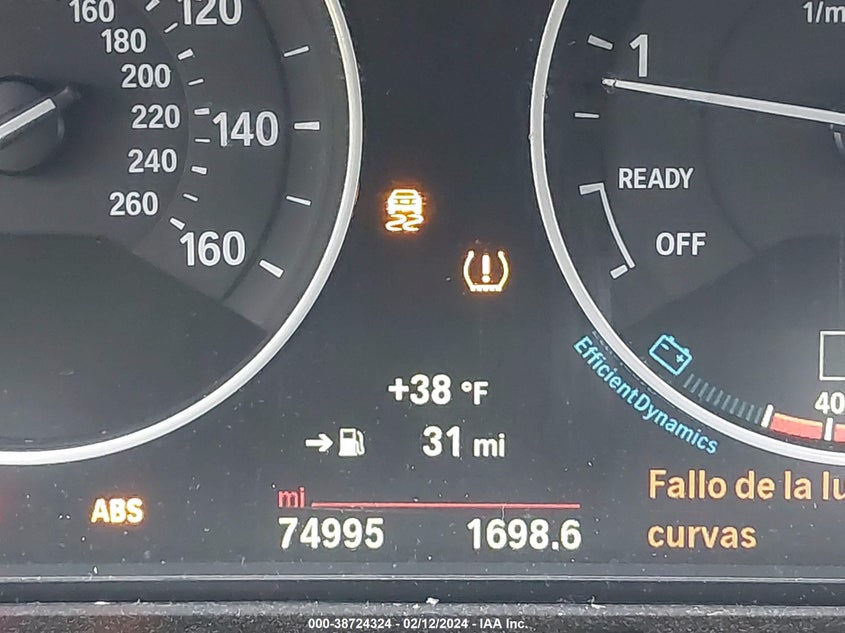 160
180
200
220
240
260
120
140
160
1/m
1
READY
OFF
+38 °F
31 mi
EfficientDynamics
40
ABS
mi
74995 1698.6
Fallo de la lu
curvas
000-38724324 - 02/12/2024 - IAA Inc.